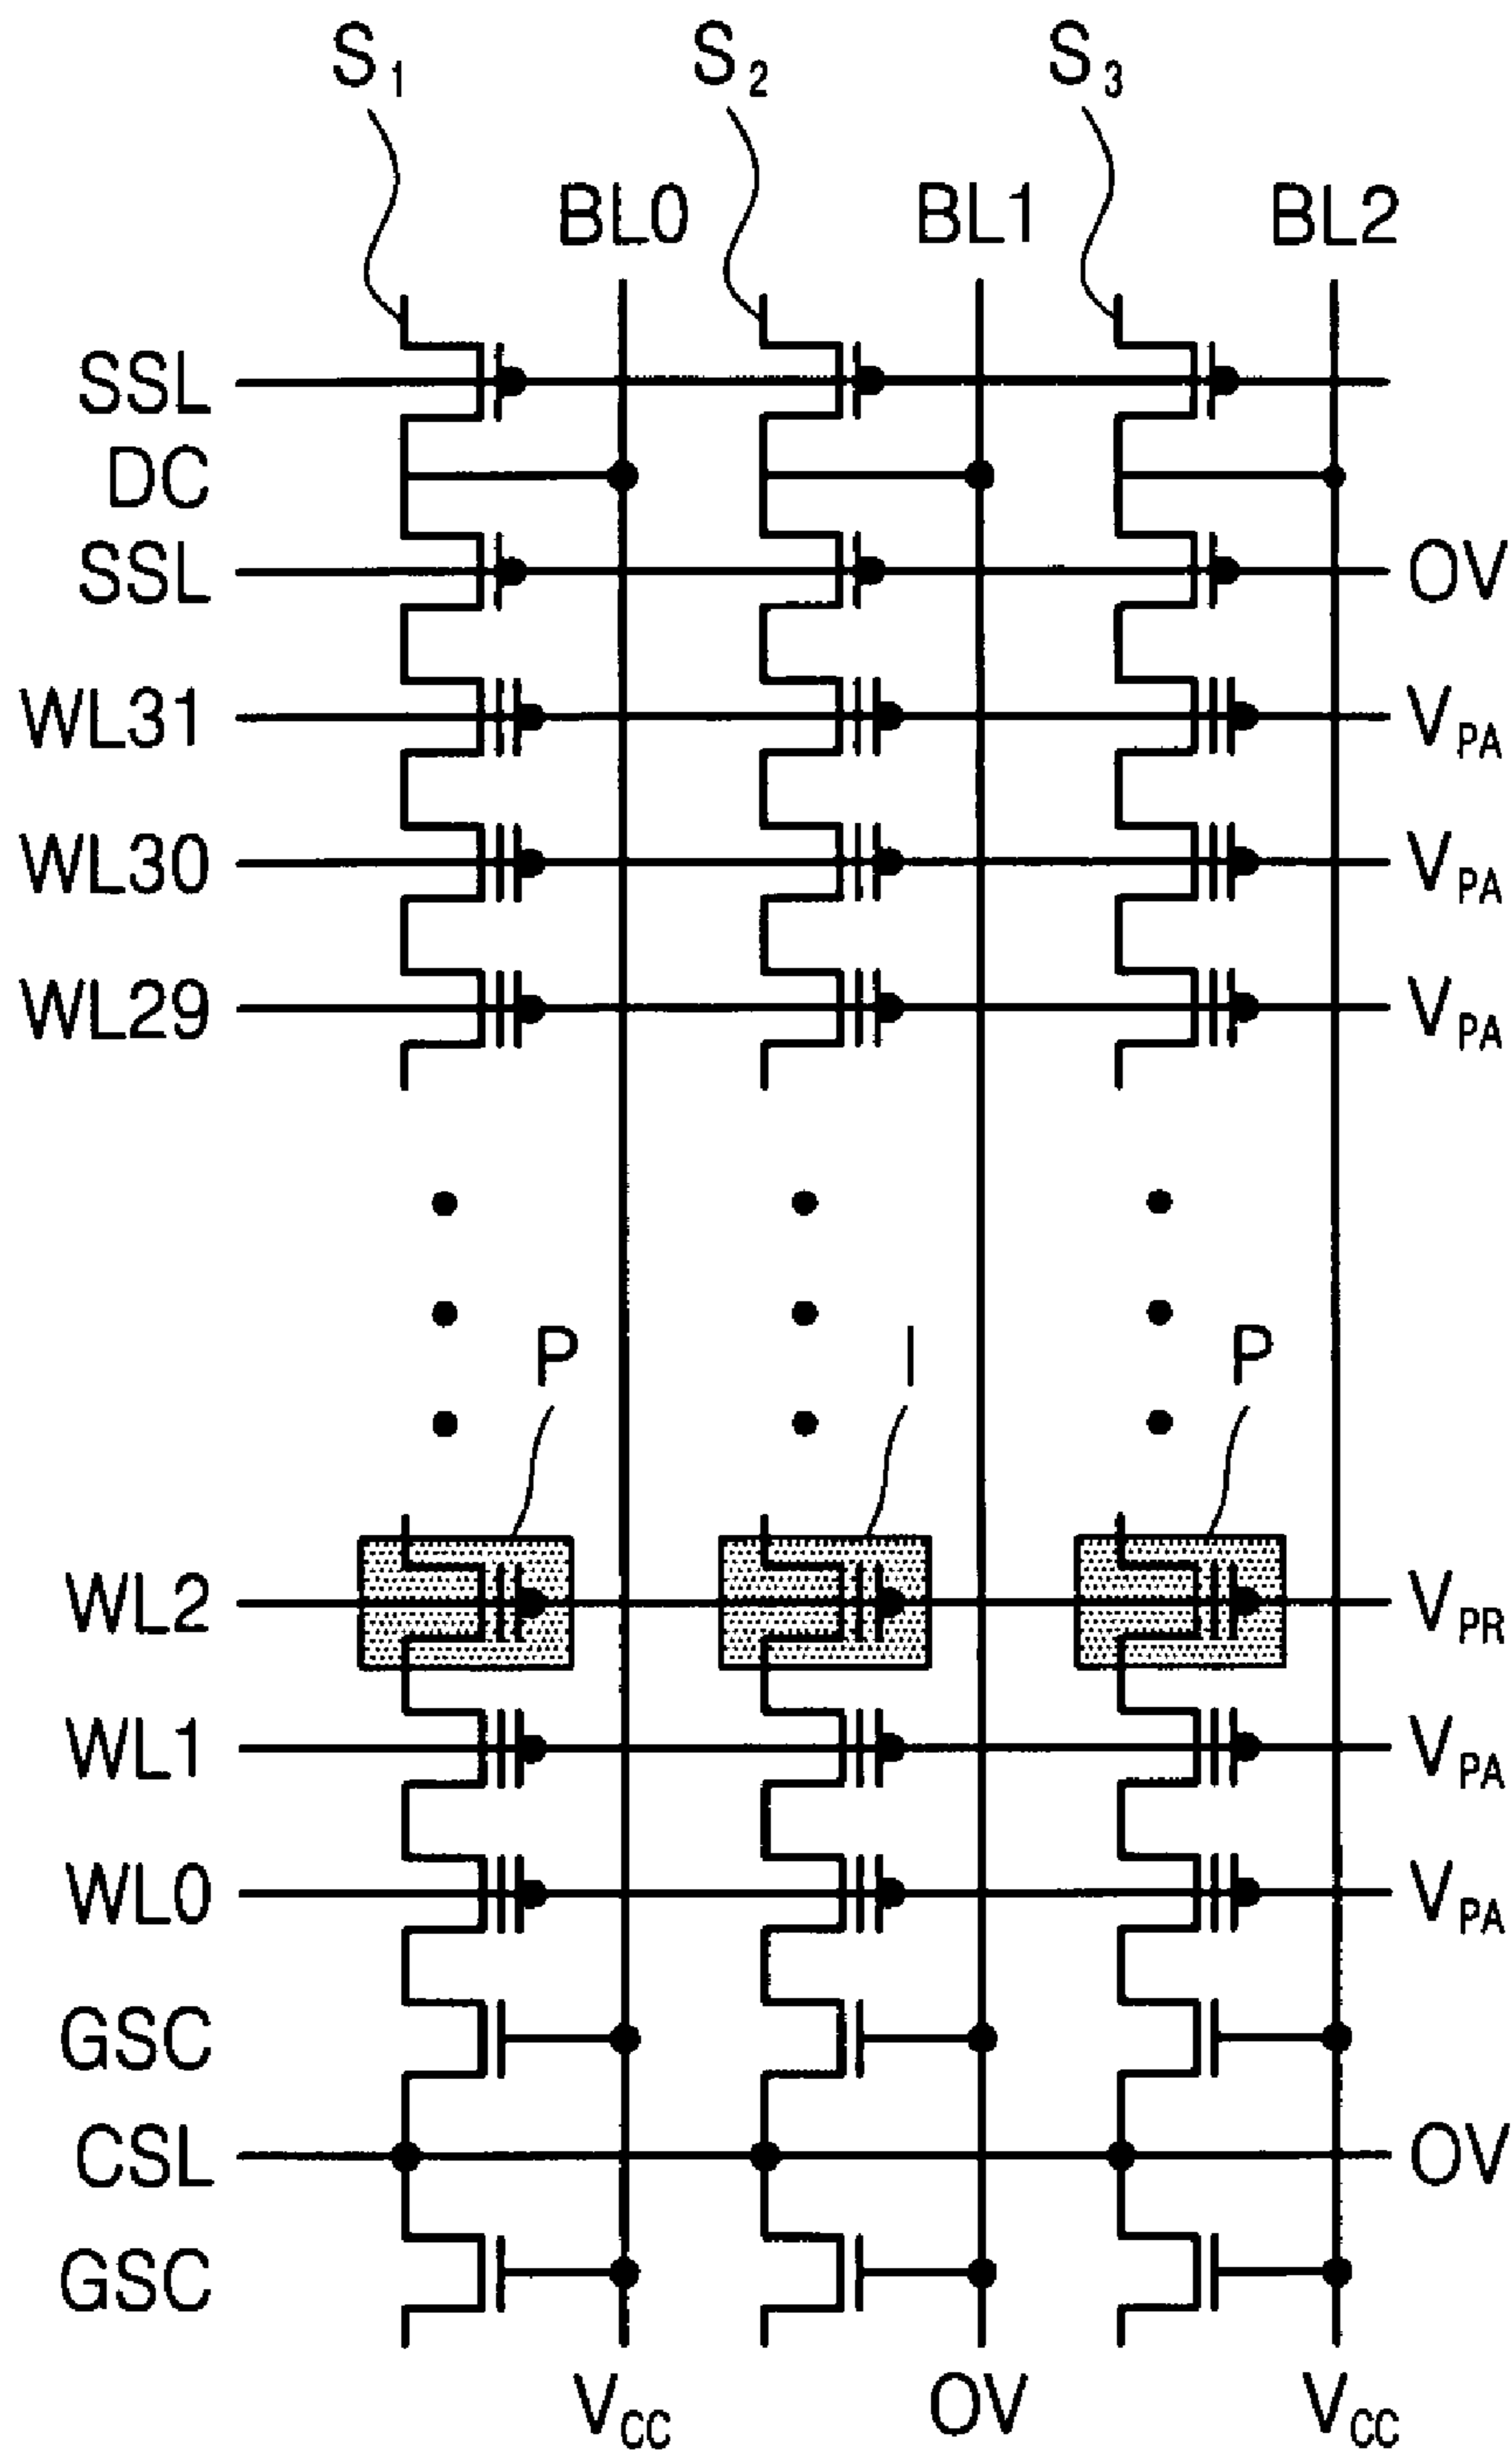 S1 S2 S3
BL0 BL1 BL2
SSL
DC
SSL OV
WL31 VPA
WL30 VPA
WL29 VPA
P I P
WL2 VPR
WL1 VPA
WL0 VPA
GSC
CSL OV
GSC
VCC OV VCC